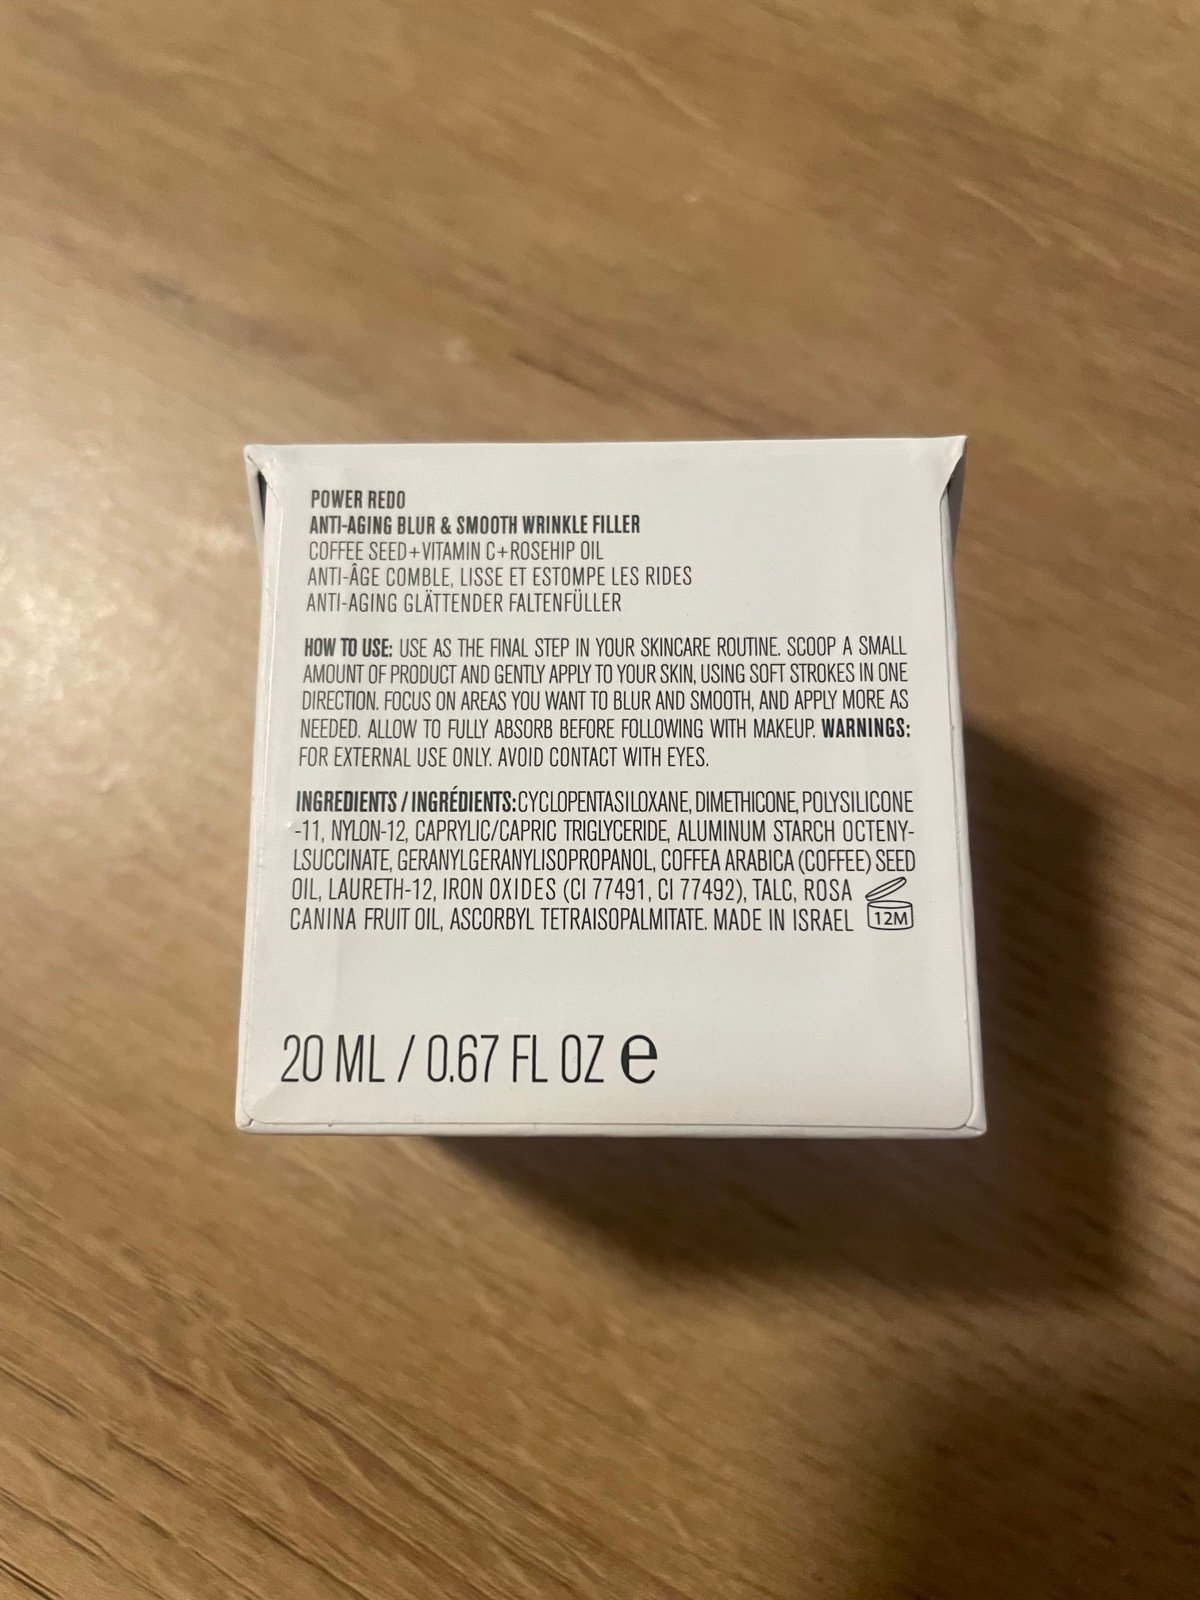 POWER REDO
ANTI-AGING BLUR & SMOOTH WRINKLE FILLER
COFFEE SEED+VITAMIN C+ROSEHIP OIL
ANTI-ÂGE COMBLE, LISSE ET ESTOMPE LES RIDES
ANTI-AGING GLÄTTENDER FALTENFÜLLER
HOW TO USE: USE AS THE FINAL STEP IN YOUR SKINCARE ROUTINE. SCOOP A SMALL
AMOUNT OF PRODUCT AND GENTLY APPLY TO YOUR SKIN, USING SOFT STROKES IN ONE
DIRECTION. FOCUS ON AREAS YOU WANT TO BLUR AND SMOOTH, AND APPLY MORE AS
NEEDED. ALLOW TO FULLY ABSORB BEFORE FOLLOWING WITH MAKEUP. WARNINGS:
FOR EXTERNAL USE ONLY. AVOID CONTACT WITH EYES.
INGREDIENTS / INGRÉDIENTS: CYCLOPENTASILOXANE, DIMETHICONE, POLYSILICONE
-11, NYLON-12, CAPRYLIC/CAPRIC TRIGLYCERIDE, ALUMINUM STARCH OCTENY-
LSUCCINATE, GERANYLGERANYLISOPROPANOL, COFFEA ARABICA (COFFEE) SEED
OIL, LAURETH-12, IRON OXIDES (CI 77491, CI 77492), TALC, ROSA
CANINA FRUIT OIL, ASCORBYL TETRAISOPALMITATE. MADE IN ISRAEL
12M
20 ML / 0.67 FL OZ e